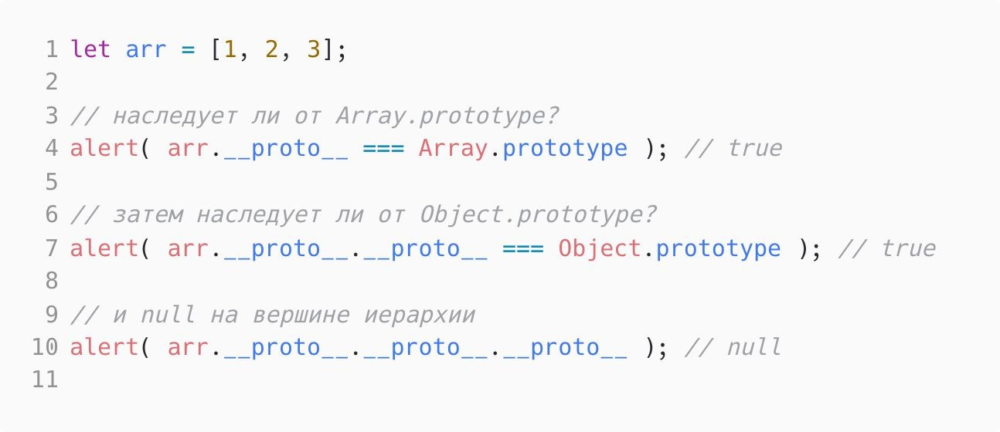 1 let arr = [1, 2, 3];
2
3 // наследует ли от Array.prototype?
4 alert( arr.__proto__ === Array.prototype ); // true
5
6 // затем наследует ли от Object.prototype?
7 alert( arr.__proto__.__proto__ === Object.prototype ); // true
8
9 // и null на вершине иерархии
10 alert( arr.__proto__.__proto__.__proto__ ); // null
11